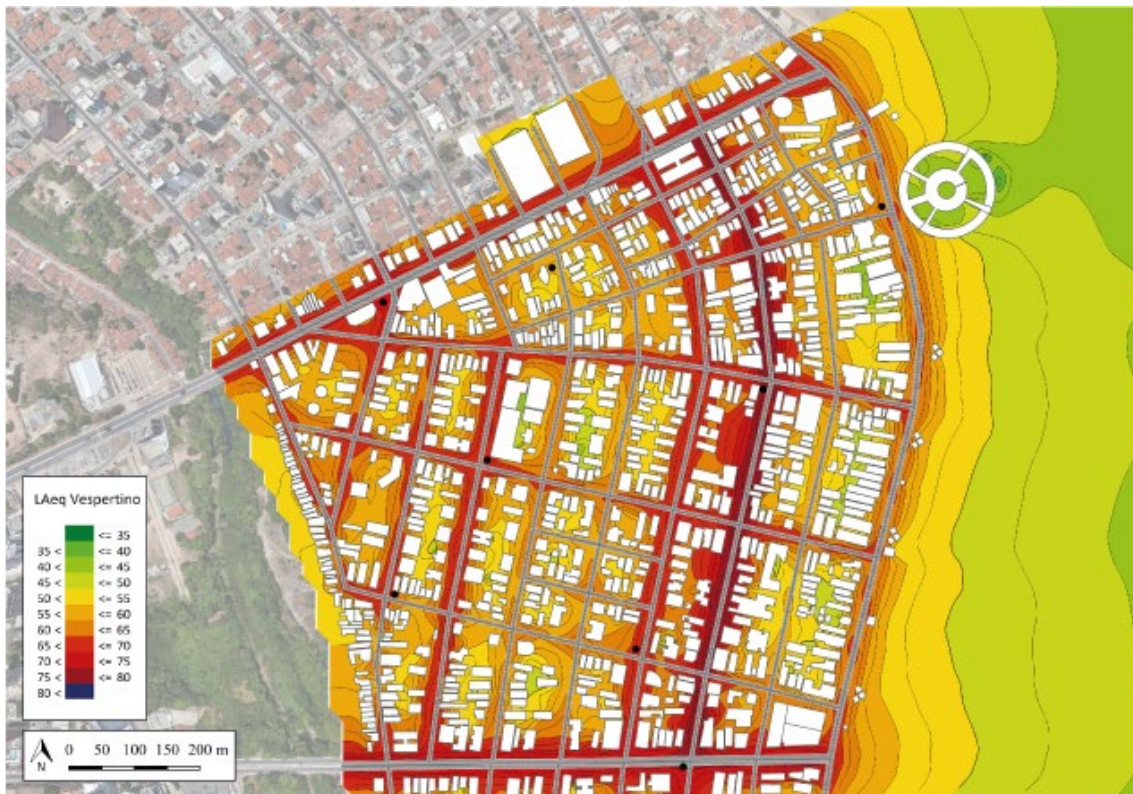 LAeq Vespertino
<= 35
35 < <= 40
40 < <= 45
45 < <= 50
50 < <= 55
55 < <= 60
60 < <= 65
65 < <= 70
70 < <= 75
75 < <= 80
80 <
0 50 100 150 200 m
N